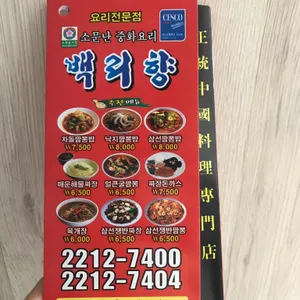 요리전문점
CESCO
소문난 중화요리
백리향
추천메뉴
차돌짬뽕밥 낙지짬뽕밥 삼선짬뽕밥
₩7,500 ₩8,000 ₩8,000
매운해물짜장 얼큰굴짬뽕 짜장돈까스
₩6,500 ₩6,500 ₩7,500
육개장 삼선쟁반짜장 삼선쟁반짬뽕
₩6,000 ₩6,500 ₩6,500
2212-7400
2212-7404
正統中國料理專門店